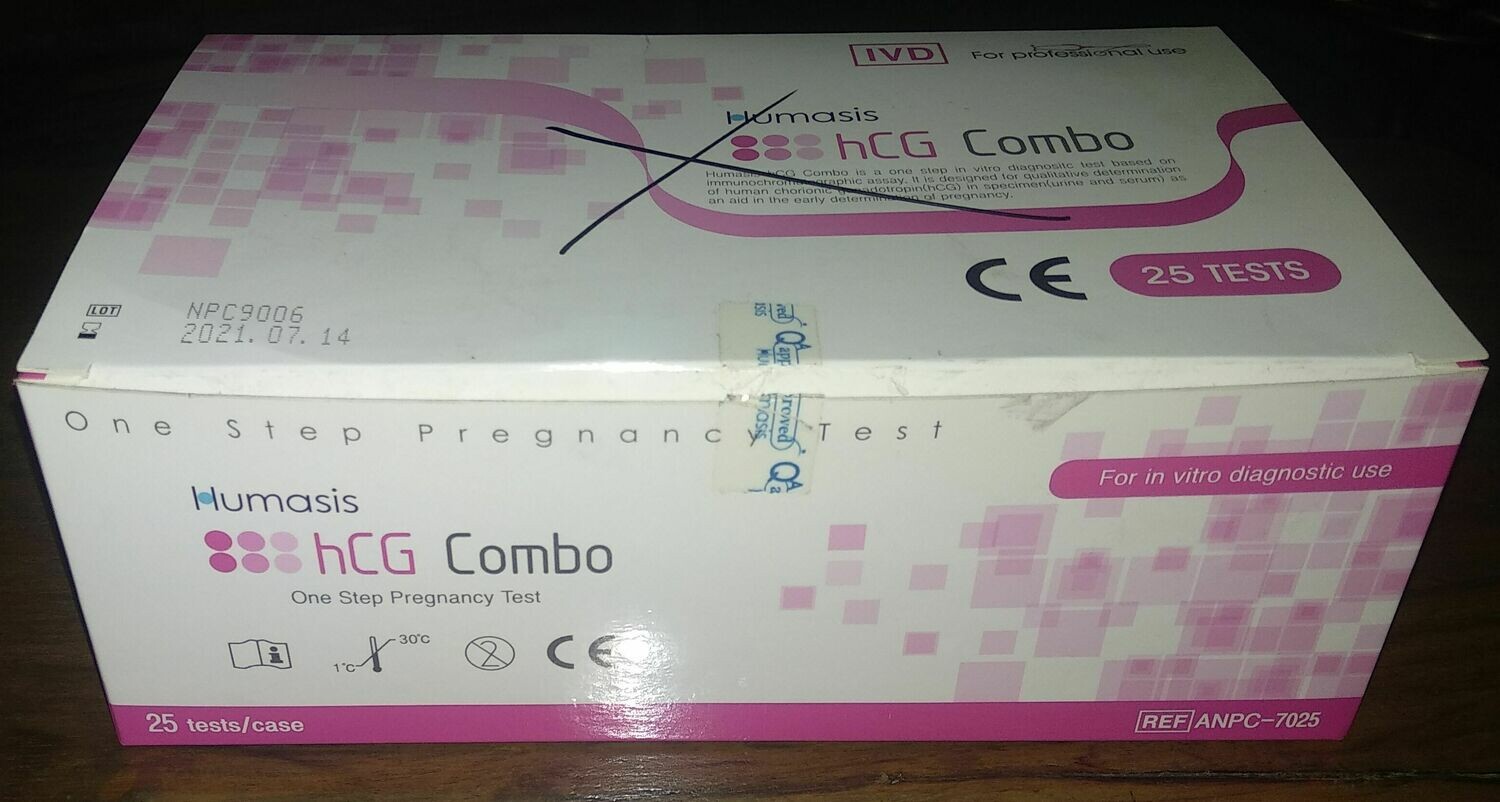 IVD For professional use
Humasis
hCG Combo
Humasis hCG Combo is a one step in vitro diagnositc test based on
immunochromatographic assay. It is designed for qualitative determination
of human chorionic gonadotropin(hCG) in specimen(urine and serum) as
an aid in the early determination of pregnancy.
CE 25 TESTS
LOT NPC9006
2021. 07. 14
One Step Pregnancy Test
For in vitro diagnostic use
Humasis
hCG Combo
One Step Pregnancy Test
1°C 30°C 2 CE
25 tests/case
REF ANPC-7025